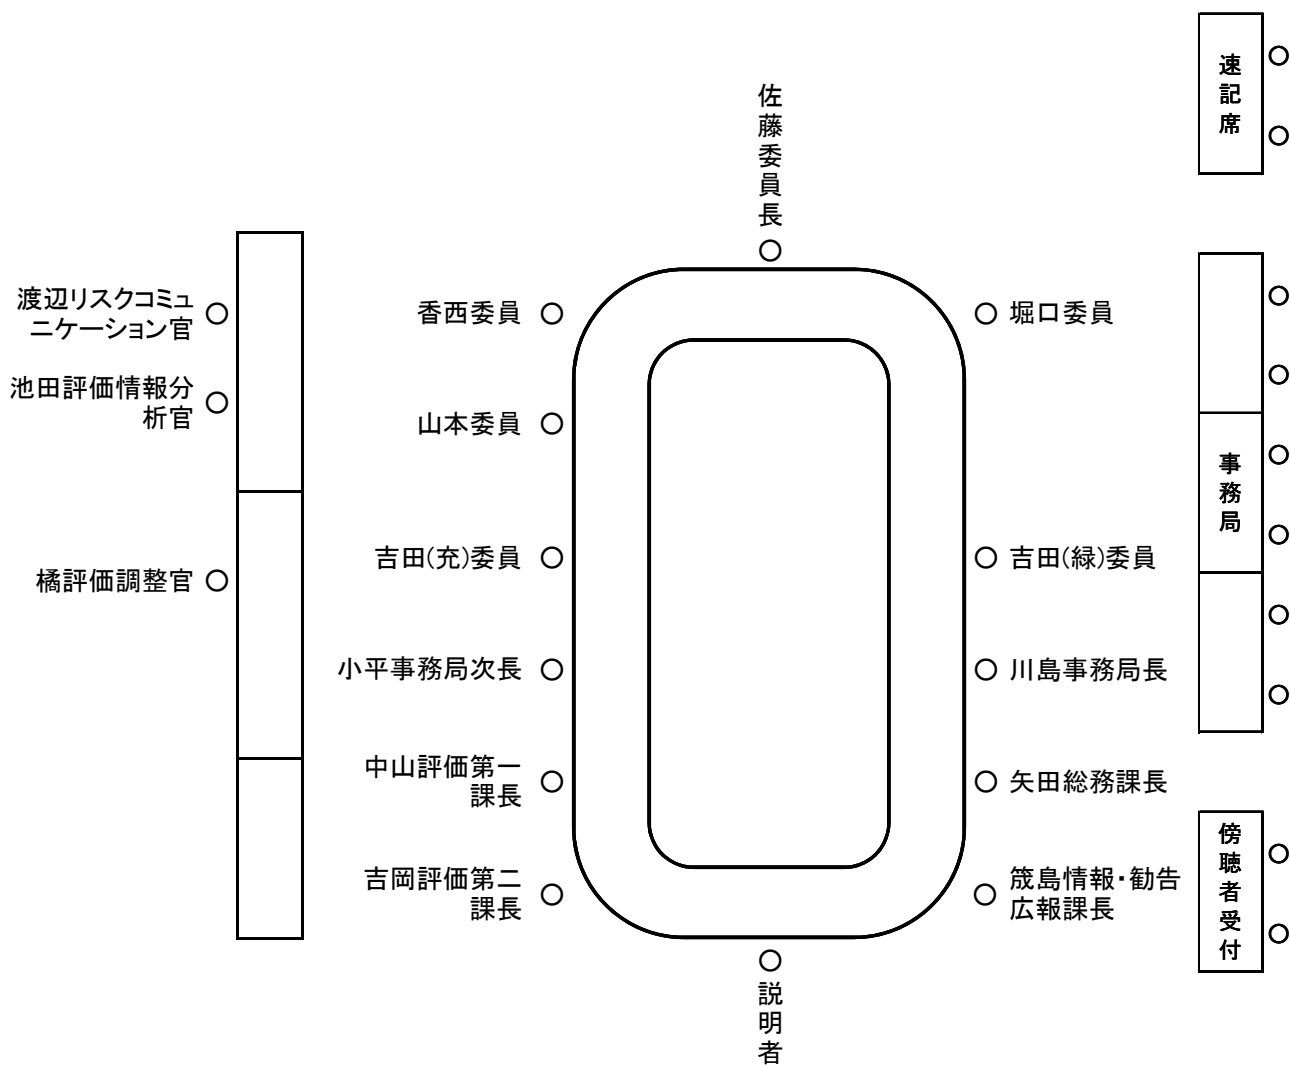 速記席
佐藤委員長
渡辺リスクコミュ
ニケーション官
香西委員
堀口委員
池田評価情報分
析官
山本委員
事務局
吉田(充)委員
吉田(緑)委員
橘評価調整官
小平事務局次長
川島事務局長
中山評価第一
課長
矢田総務課長
吉岡評価第二
課長
筬島情報・勧告
広報課長
傍聴者受付
説明者